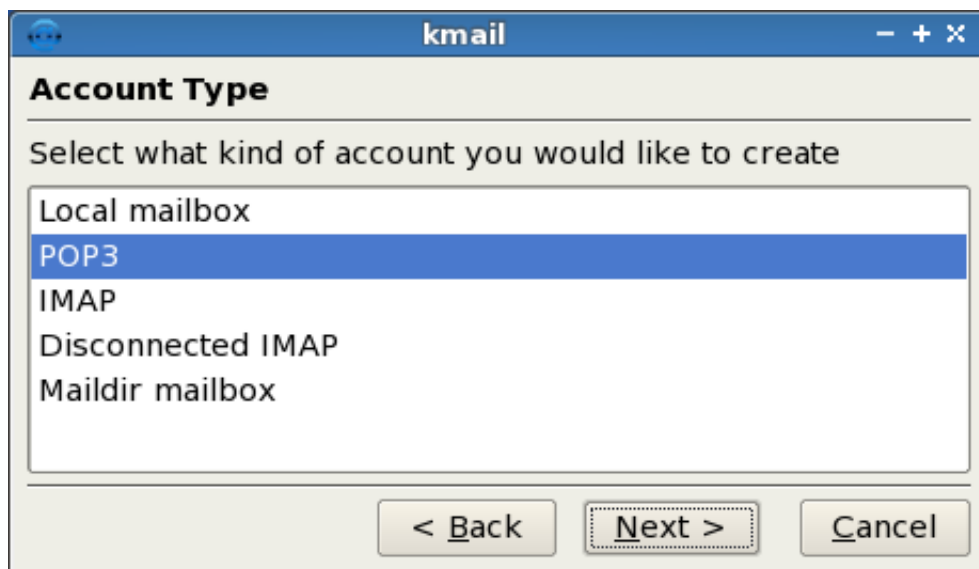 kmail
Account Type
Select what kind of account you would like to create
Local mailbox
POP3
IMAP
Disconnected IMAP
Maildir mailbox
< Back Next > Cancel